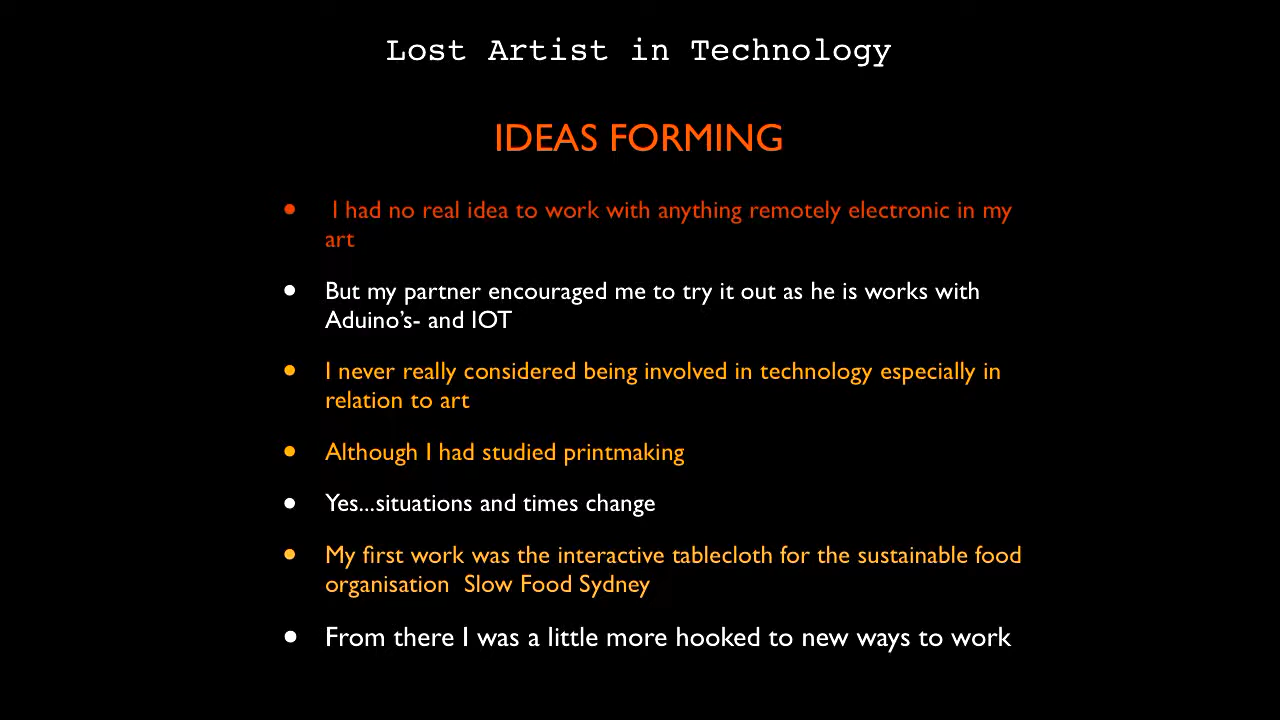 Lost Artist in Technology
IDEAS FORMING
• I had no real idea to work with anything remotely electronic in my
art
• But my partner encouraged me to try it out as he is works with
Aduino's- and IOT
• I never really considered being involved in technology especially in
relation to art
• Although I had studied printmaking
• Yes...situations and times change
• My first work was the interactive tablecloth for the sustainable food
organisation  Slow Food Sydney
• From there I was a little more hooked to new ways to work